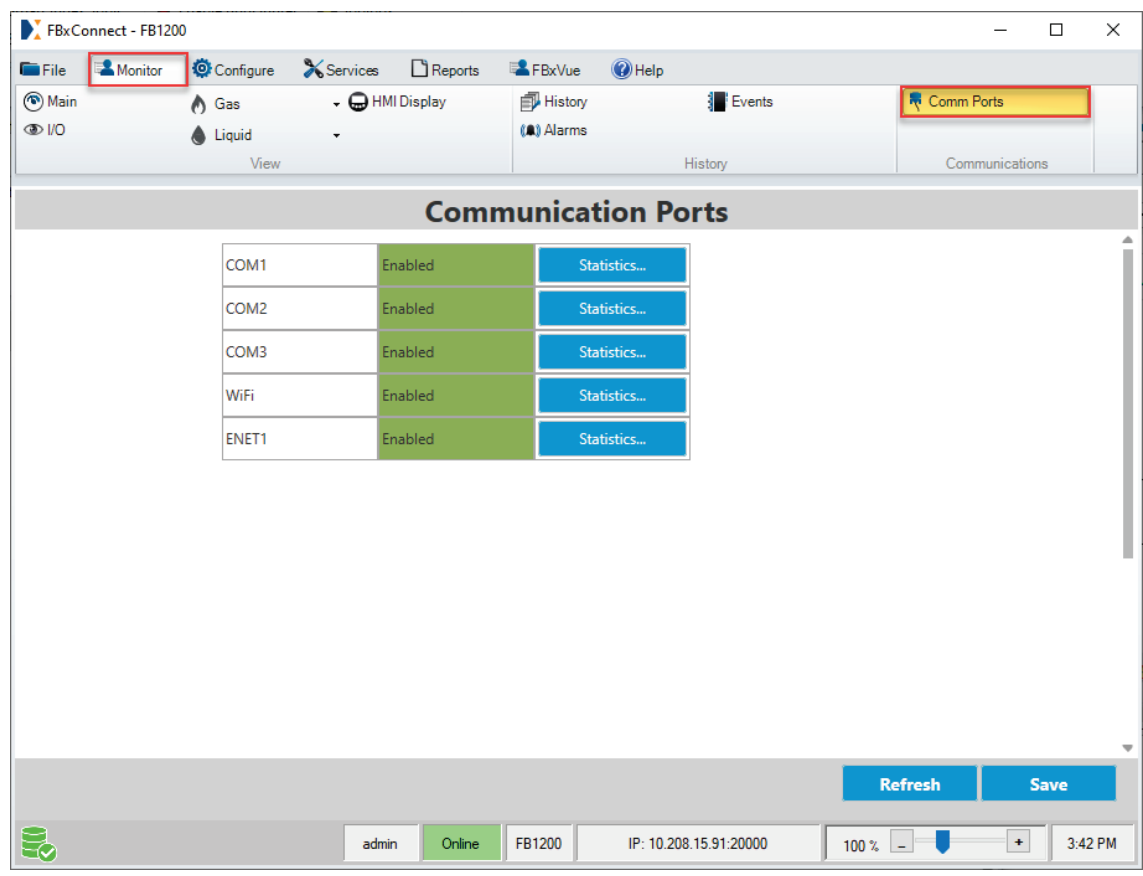 FBxConnect - FB1200
File Monitor Configure Services Reports FBxVue Help
Main Gas HMI Display History Events Comm Ports
I/O Liquid Alarms
View History Communications
Communication Ports
COM1 Enabled Statistics...
COM2 Enabled Statistics...
COM3 Enabled Statistics...
WiFi Enabled Statistics...
ENET1 Enabled Statistics...
Refresh Save
admin Online FB1200 IP: 10.208.15.91:20000 100 % - + 3:42 PM